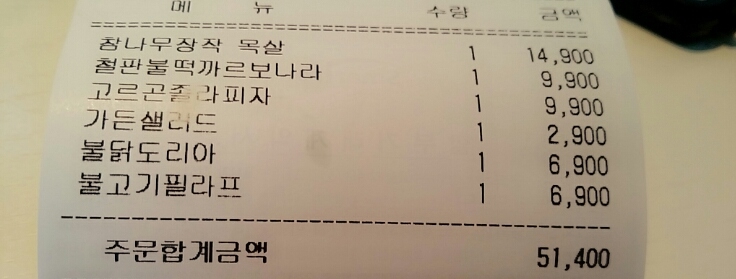 메 뉴 수량 금액
참나무장작 목살 1 14,900
철판불떡까르보나라 1 9,900
고르곤졸라피자 1 9,900
가든샐러드 1 2,900
불닭도리아 1 6,900
불고기필라프 1 6,900
주문합계금액 51,400